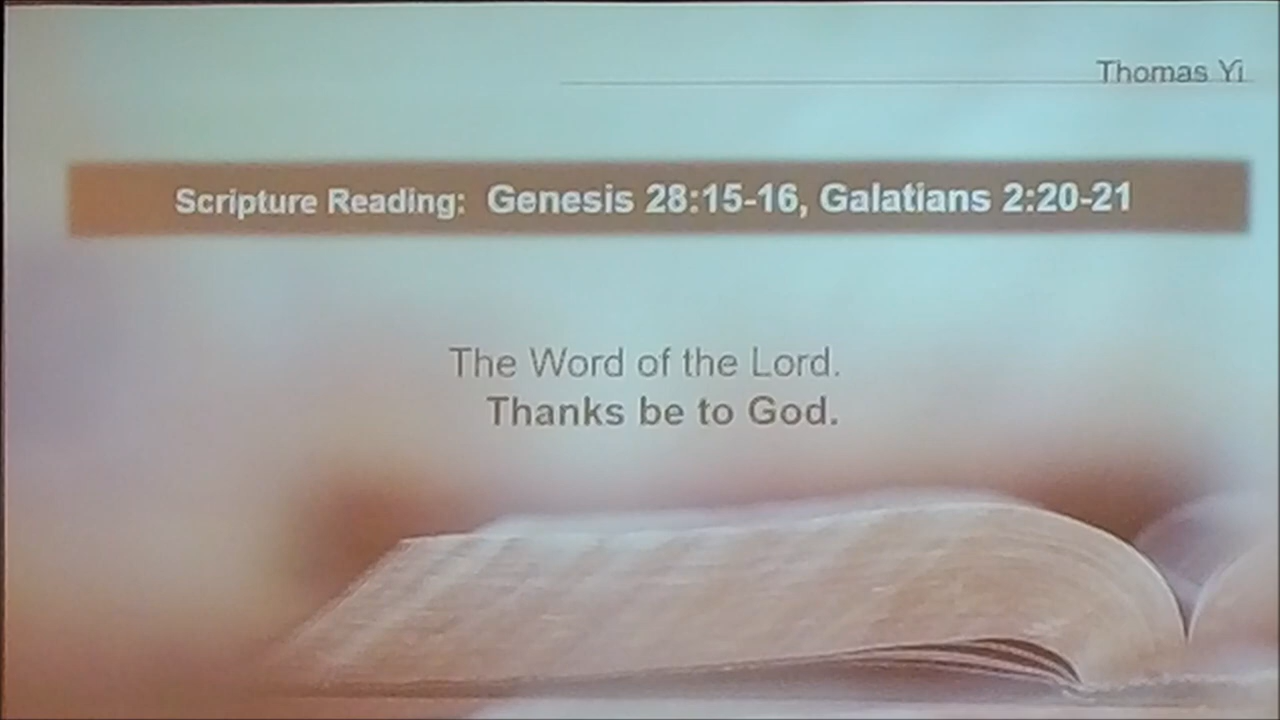 Thomas Yi
Scripture Reading: Genesis 28:15-16, Galatians 2:20-21
The Word of the Lord.
Thanks be to God.